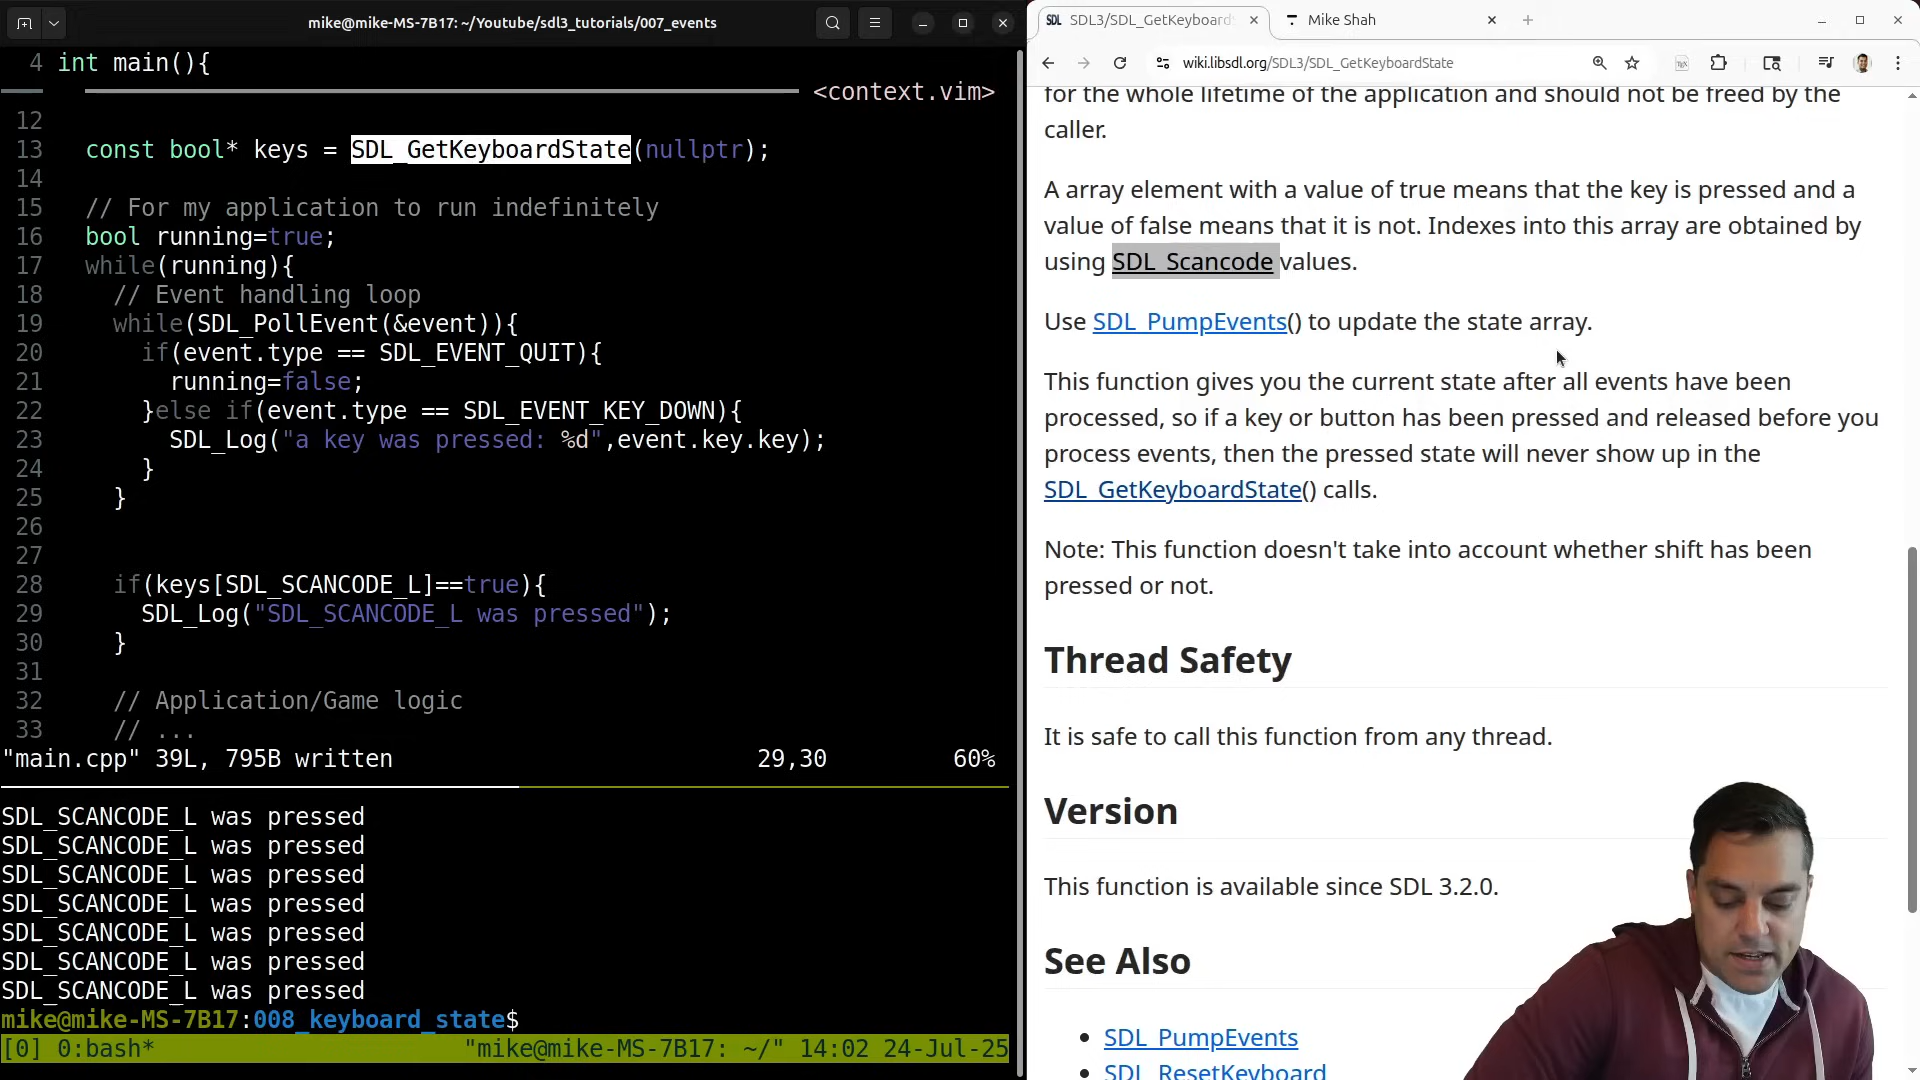 mike@mike-MS-7B17: ~/Youtube/sdl3_tutorials/007_events
4 int main(){
<context.vim>
12
13 const bool* keys = SDL_GetKeyboardState(nullptr);
14
15 // For my application to run indefinitely
16 bool running=true;
17 while(running){
18 // Event handling loop
19 while(SDL_PollEvent(&event)){
20 if(event.type == SDL_EVENT_QUIT){
21 running=false;
22 }else if(event.type == SDL_EVENT_KEY_DOWN){
23 SDL_Log("a key was pressed: %d",event.key.key);
24 }
25 }
26
27
28 if(keys[SDL_SCANCODE_L]==true){
29 SDL_Log("SDL_SCANCODE_L was pressed");
30 }
31
32 // Application/Game logic
33 // ...
"main.cpp" 39L, 795B written 29,30 60%
SDL_SCANCODE_L was pressed
SDL_SCANCODE_L was pressed
SDL_SCANCODE_L was pressed
SDL_SCANCODE_L was pressed
SDL_SCANCODE_L was pressed
SDL_SCANCODE_L was pressed
SDL_SCANCODE_L was pressed
mike@mike-MS-7B17:008_keyboard_state$
[0] 0:bash* "mike@mike-MS-7B17: ~/" 14:02 24-Jul-25
SDL SDL3/SDL_GetKeyboardS
Mike Shah
wiki.libsdl.org/SDL3/SDL_GetKeyboardState
for the whole lifetime of the application and should not be freed by the
caller.
A array element with a value of true means that the key is pressed and a
value of false means that it is not. Indexes into this array are obtained by
using SDL_Scancode values.
Use SDL_PumpEvents() to update the state array.
This function gives you the current state after all events have been
processed, so if a key or button has been pressed and released before you
process events, then the pressed state will never show up in the
SDL_GetKeyboardState() calls.
Note: This function doesn't take into account whether shift has been
pressed or not.
Thread Safety
It is safe to call this function from any thread.
Version
This function is available since SDL 3.2.0.
See Also
SDL_PumpEvents
SDL_ResetKeyboard